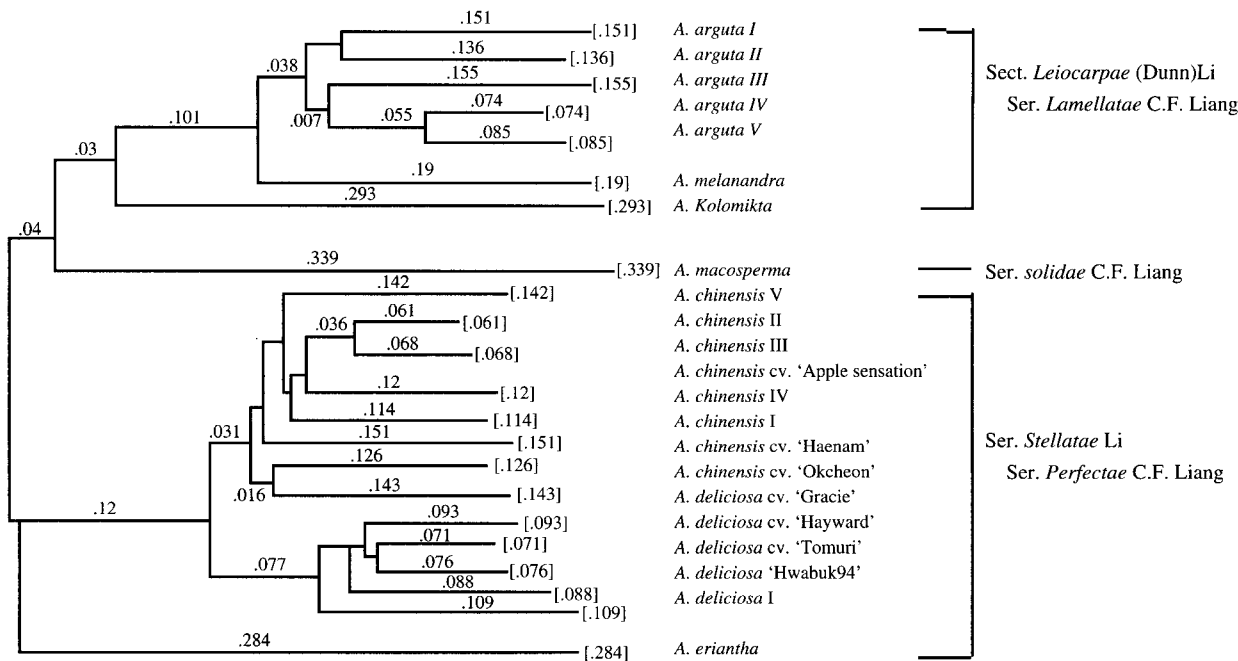 .151 [.151] A. arguta I
.136 [.136] A. arguta II
.038
.155 [.155] A. arguta III
Sect. Leiocarpae (Dunn)Li
Ser. Lamellatae C.F. Liang
.007 .055 .074 [.074] A. arguta IV
.085 [.085] A. arguta V
.101
.03
.19 [.19] A. melanandra
.293 [.293] A. Kolomikta
.04
.339 [.339] A. macosperma
Ser. solidae C.F. Liang
.142 [.142] A. chinensis V
.036 .061 [.061] A. chinensis II
.068 [.068] A. chinensis III
A. chinensis cv. ‘Apple sensation’
.12 [.12] A. chinensis IV
.114 [.114] A. chinensis I
.031 .151 [.151] A. chinensis cv. ‘Haenam’
Ser. Stellatae Li
Ser. Perfectae C.F. Liang
.126 [.126] A. chinensis cv. ‘Okcheon’
.016 .143 [.143] A. deliciosa cv. ‘Gracie’
.12
.093 [.093] A. deliciosa cv. ‘Hayward’
.071 [.071] A. deliciosa cv. ‘Tomuri’
.077 .076 [.076] A. deliciosa ‘Hwabuk94’
.088 [.088] A. deliciosa I
.109 [.109]
.284 [.284] A. eriantha